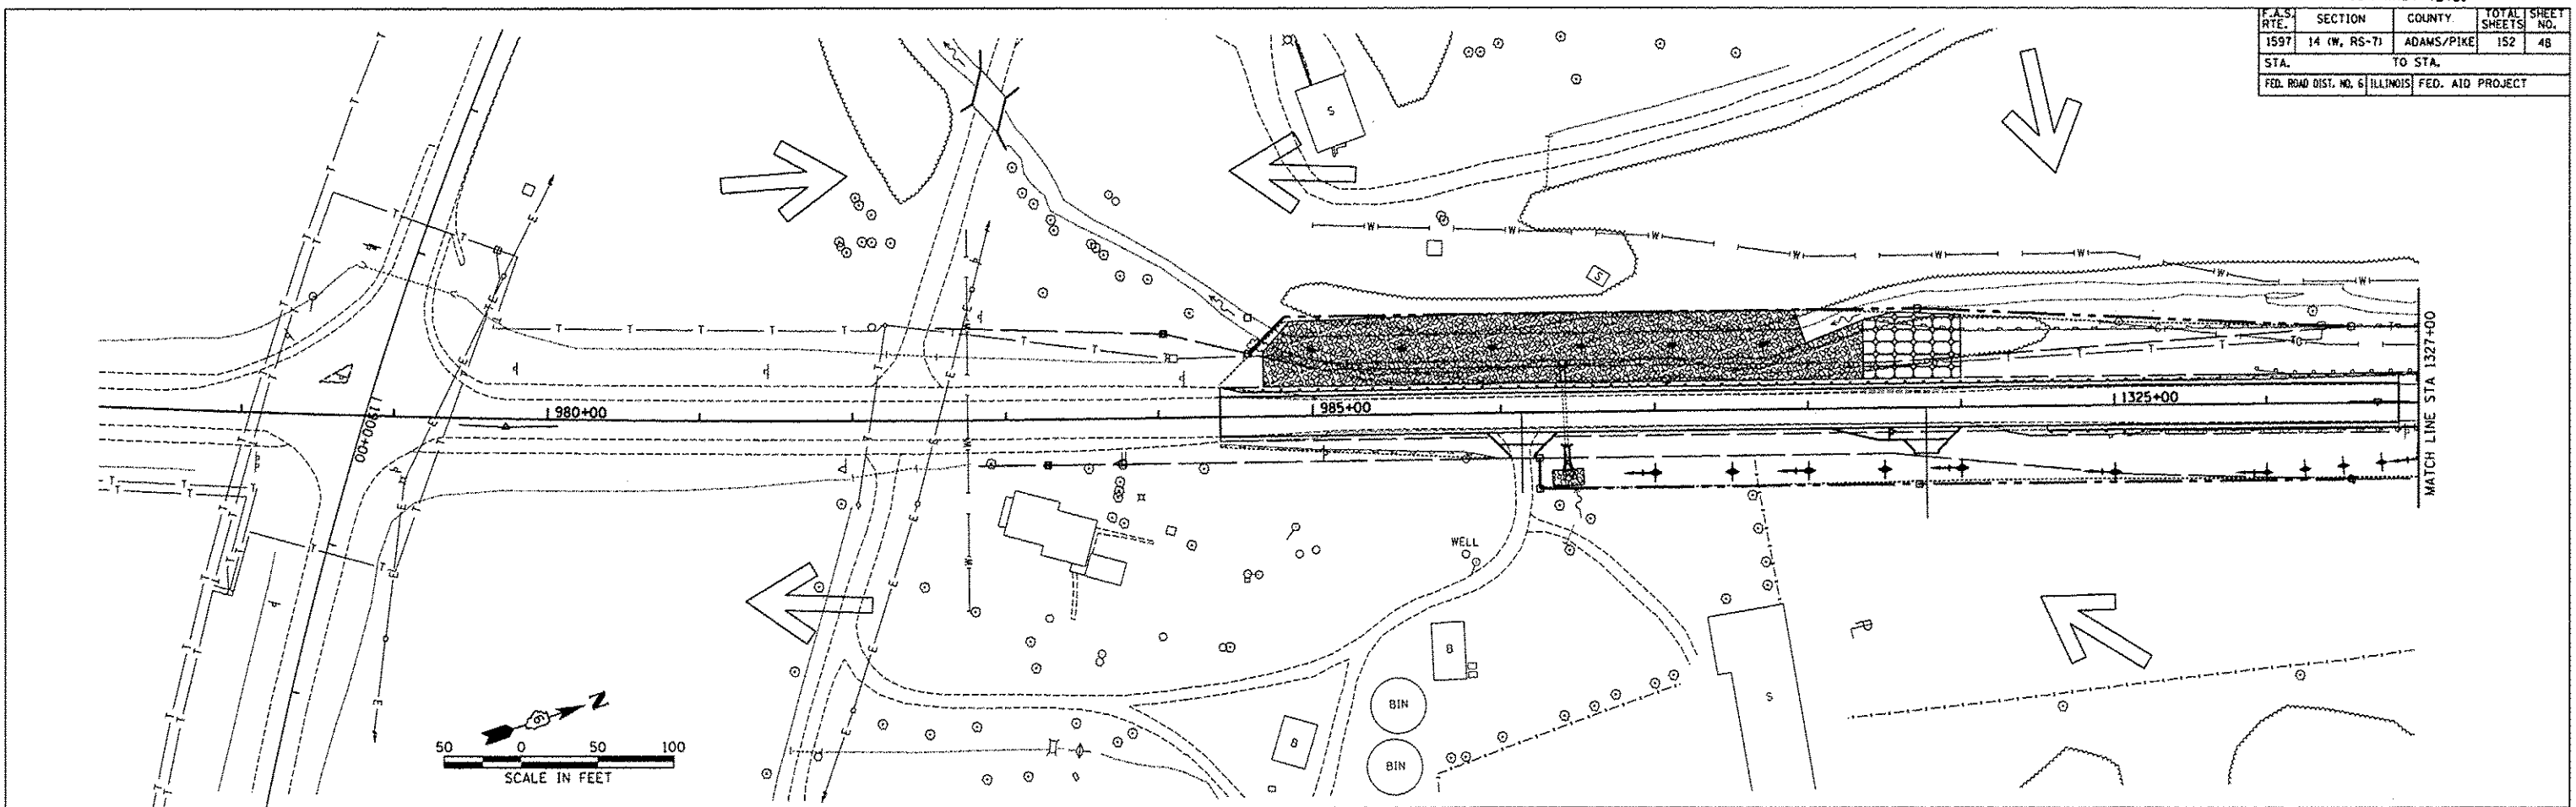 F.A.S. RTE. SECTION COUNTY TOTAL SHEETS SHEET NO.
1597 14 (W, RS-7) ADAMS/PIKE 152 48
STA. TO STA.
FED. ROAD DIST. NO. 6 ILLINOIS FED. AID PROJECT
S
S
980+00
985+00
1325+00
MATCH LINE STA 1327+00
1190+00
WELL
B
BIN
S
B
BIN
N
50 0 50 100
SCALE IN FEET